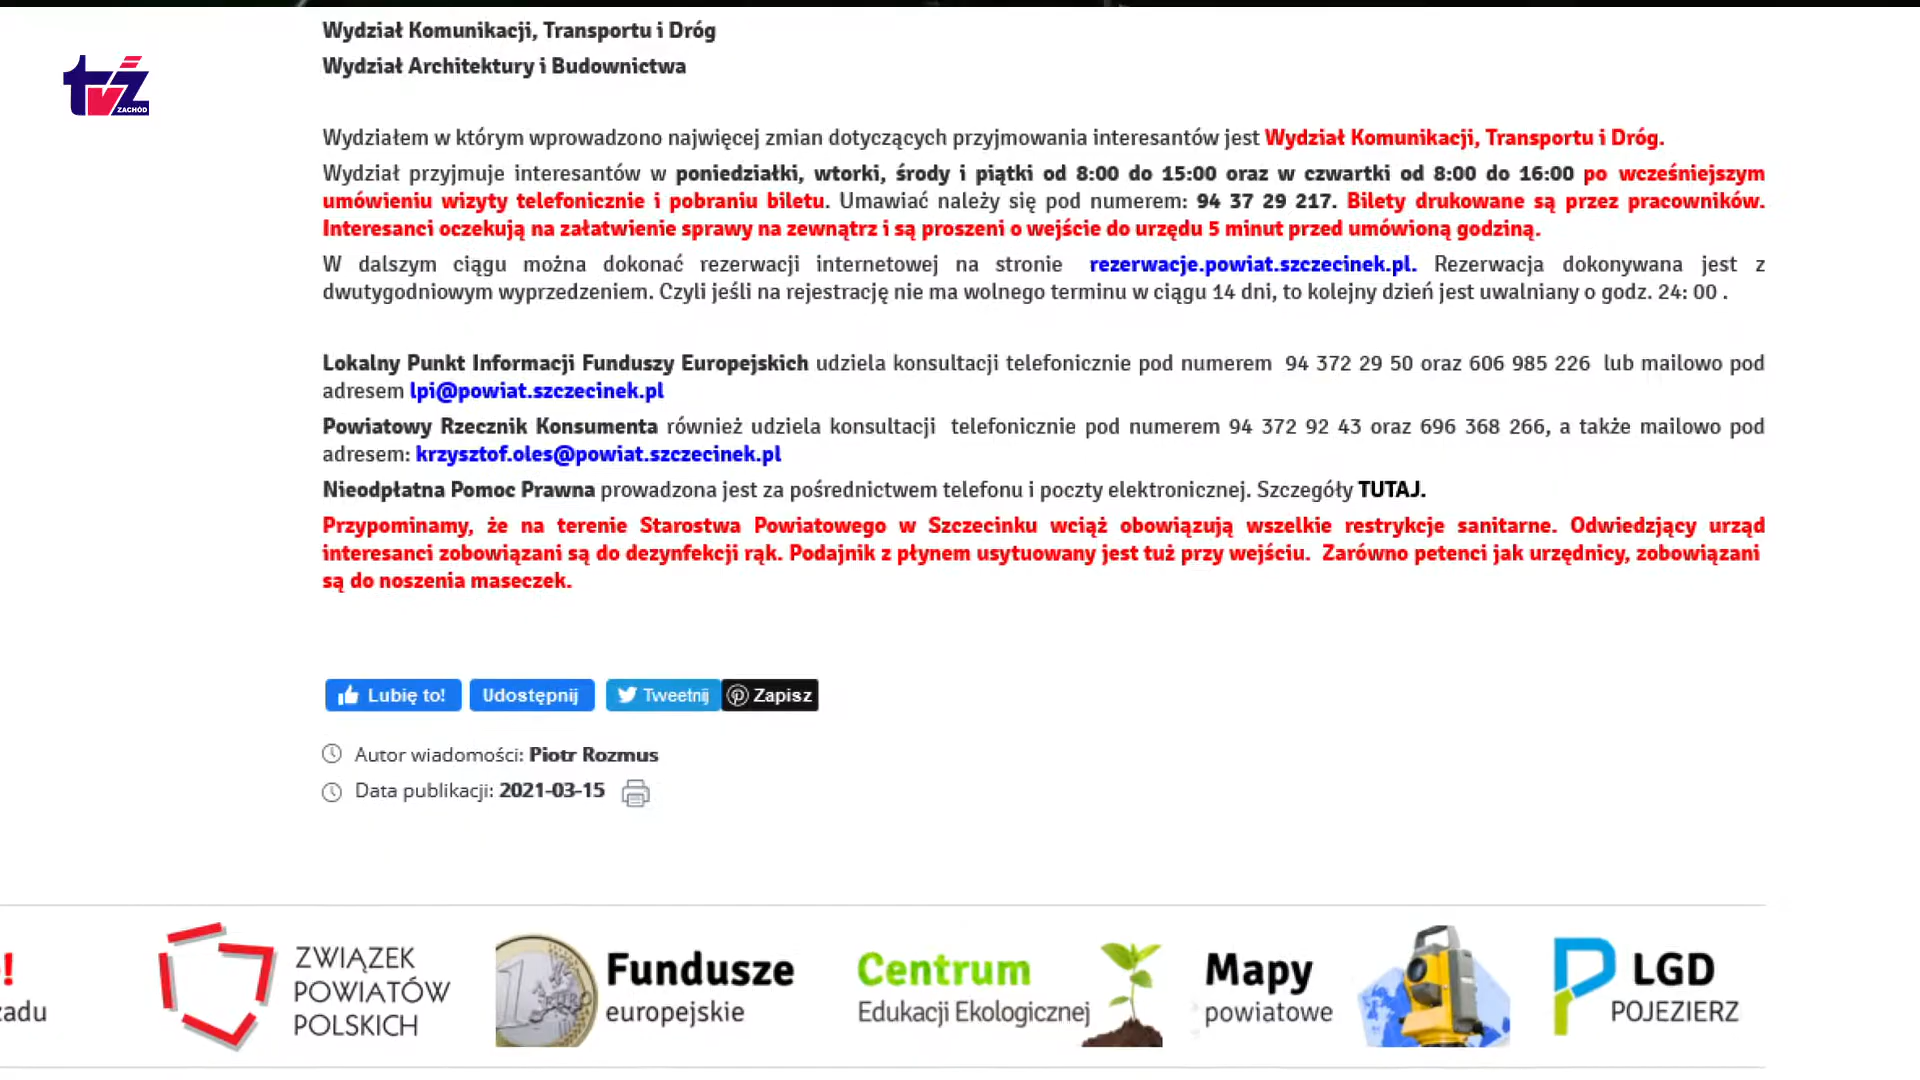 Wydział Komunikacji, Transportu i Dróg
Wydział Architektury i Budownictwa
tvż
ZACHÓD
Wydziałem w którym wprowadzono najwięcej zmian dotyczących przyjmowania interesantów jest Wydział Komunikacji, Transportu i Dróg.
Wydział przyjmuje interesantów w poniedziałki, wtorki, środy i piątki od 8:00 do 15:00 oraz w czwartki od 8:00 do 16:00 po wcześniejszym
umówieniu wizyty telefonicznie i pobraniu biletu. Umawiać należy się pod numerem: 94 37 29 217. Bilety drukowane są przez pracowników.
Interesanci oczekują na załatwienie sprawy na zewnątrz i są proszeni o wejście do urzędu 5 minut przed umówioną godziną.
W dalszym ciągu można dokonać rezerwacji internetowej na stronie rezerwacje.powiat.szczecinek.pl. Rezerwacja dokonywana jest z
dwutygodniowym wyprzedzeniem. Czyli jeśli na rejestrację nie ma wolnego terminu w ciągu 14 dni, to kolejny dzień jest uwalniany o godz. 24: 00 .
Lokalny Punkt Informacji Funduszy Europejskich udziela konsultacji telefonicznie pod numerem 94 372 29 50 oraz 606 985 226 lub mailowo pod
adresem lpi@powiat.szczecinek.pl
Powiatowy Rzecznik Konsumenta również udziela konsultacji telefonicznie pod numerem 94 372 92 43 oraz 696 368 266, a także mailowo pod
adresem: krzysztof.oles@powiat.szczecinek.pl
Nieodpłatna Pomoc Prawna prowadzona jest za pośrednictwem telefonu i poczty elektronicznej. Szczegóły TUTAJ.
Przypominamy, że na terenie Starostwa Powiatowego w Szczecinku wciąż obowiązują wszelkie restrykcje sanitarne. Odwiedzjący urząd
interesanci zobowiązani są do dezynfekcji rąk. Podajnik z płynem usytuowany jest tuż przy wejściu. Zarówno petenci jak urzędnicy, zobowiązani
są do noszenia maseczek.
Lubię to! Udostępnij Tweetnij Zapisz
Autor wiadomości: Piotr Rozmus
Data publikacji: 2021-03-15
!
zadu
ZWIĄZEK
POWIATÓW
POLSKICH
1 EURO
Fundusze
europejskie
Centrum
Edukacji Ekologicznej
Mapy
powiatowe
LGD
POJEZIERZ